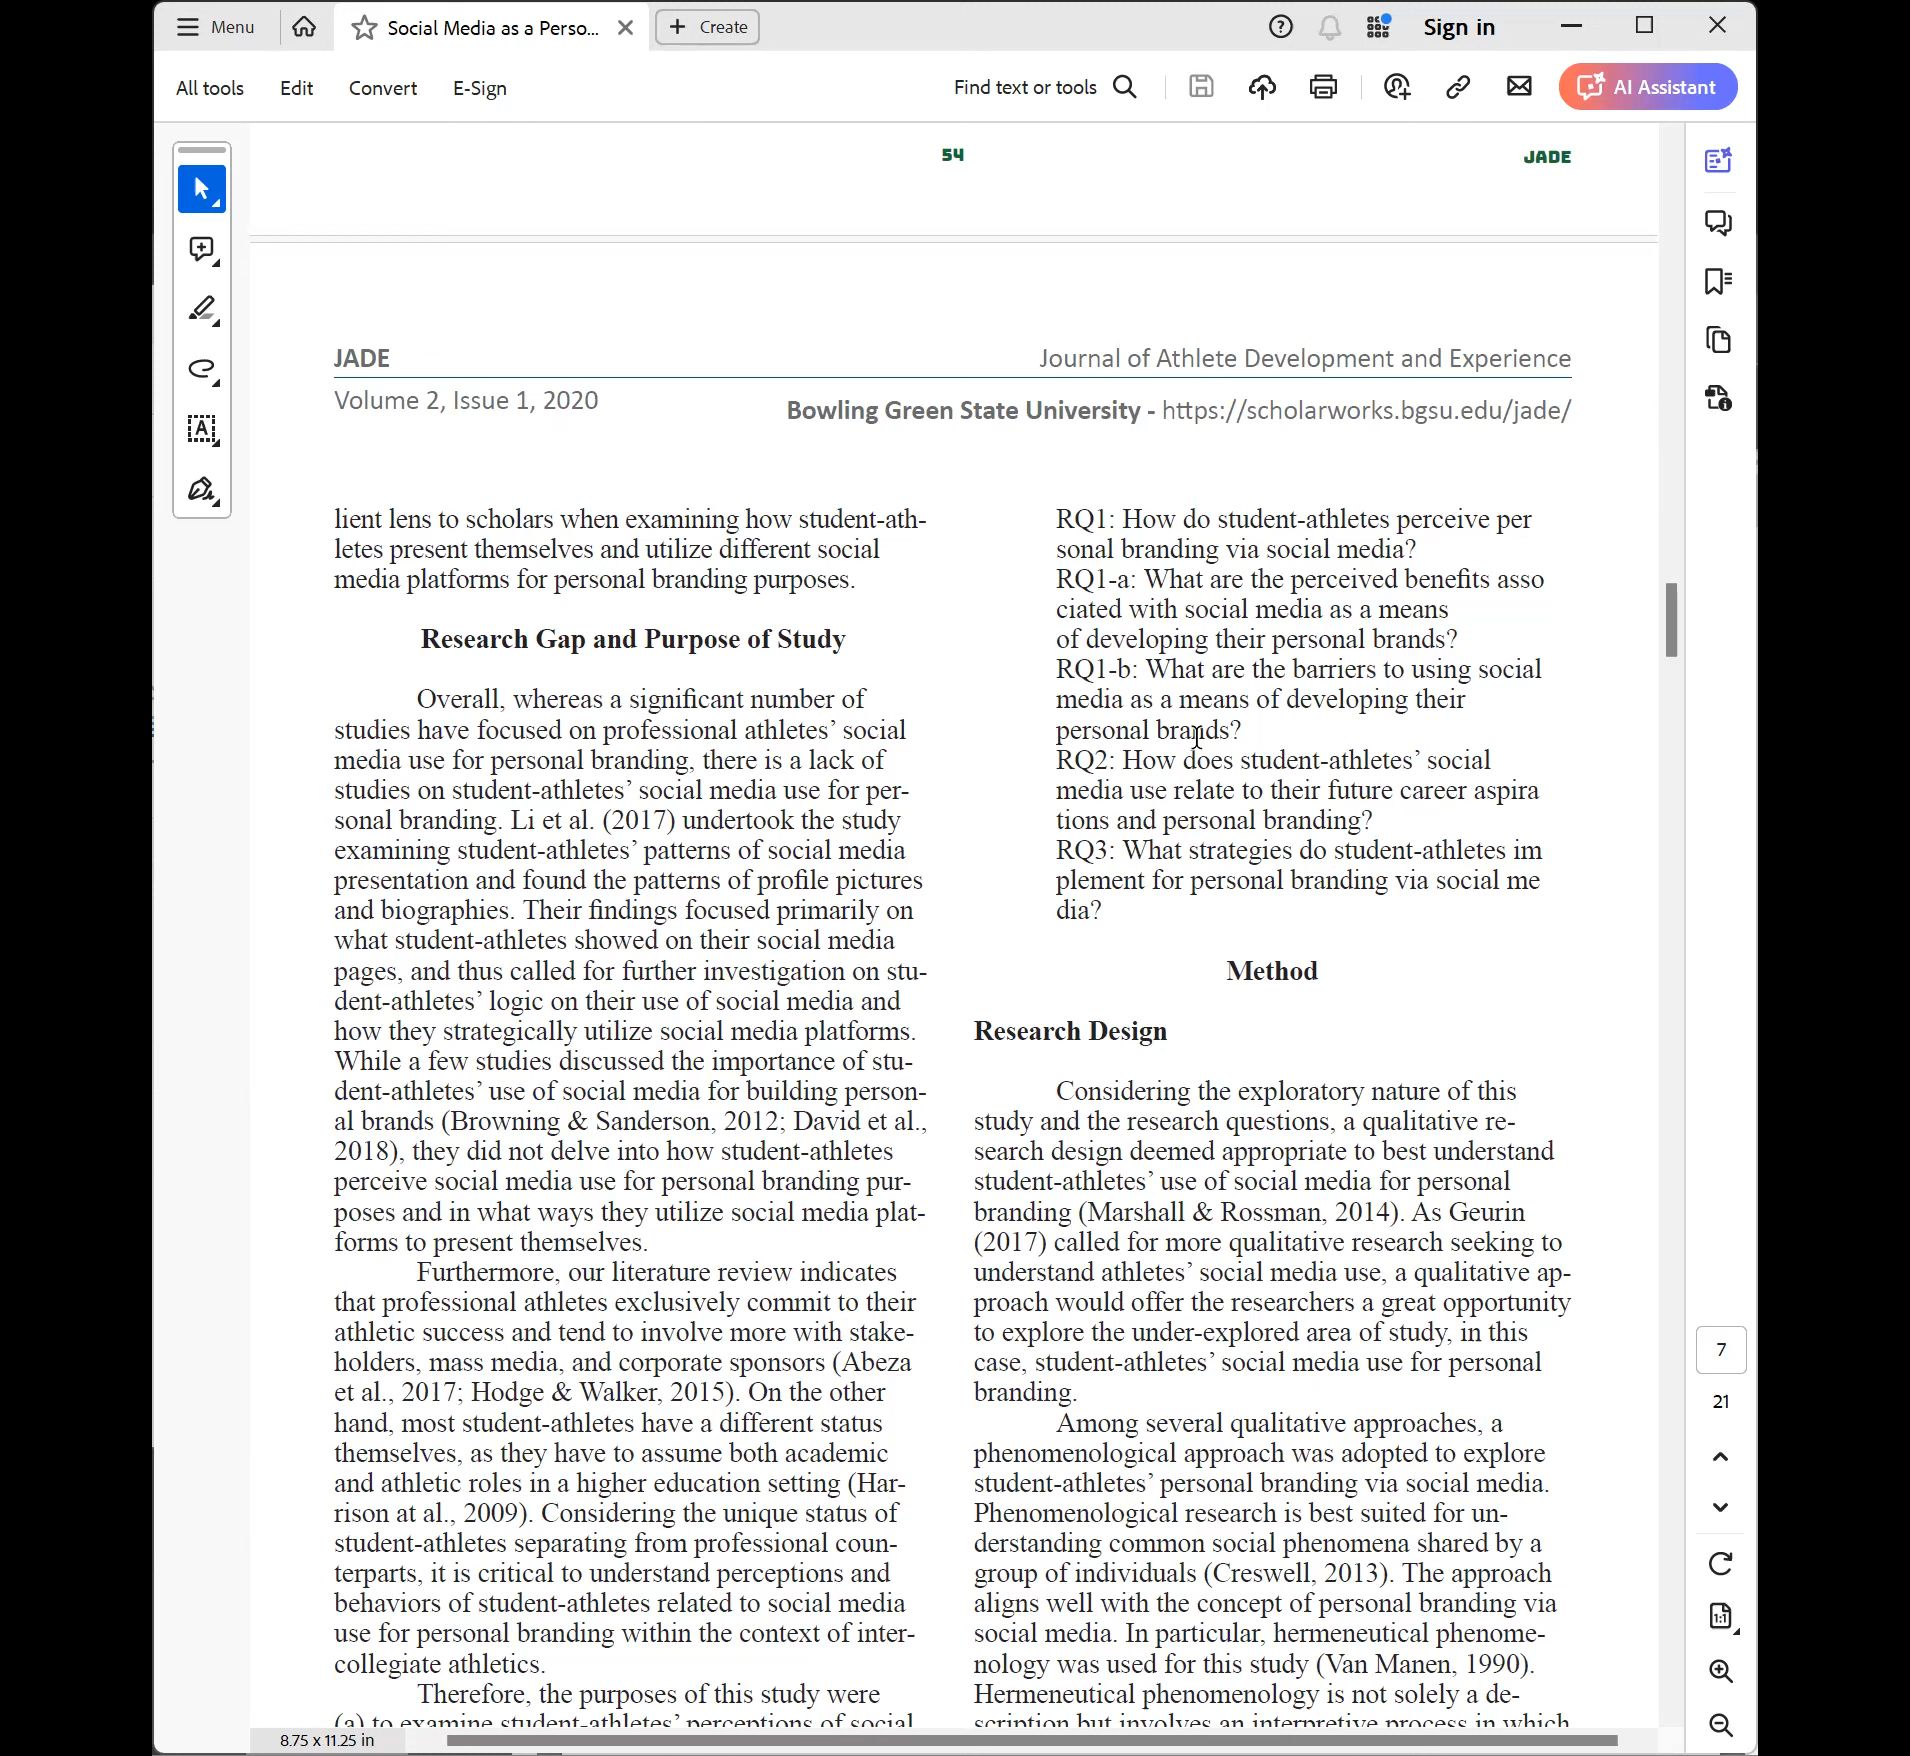 Menu
Social Media as a Perso...
Create
Sign in
All tools
Edit
Convert
E-Sign
Find text or tools
AI Assistant
54
JADE
JADE
Journal of Athlete Development and Experience
Volume 2, Issue 1, 2020
Bowling Green State University - https://scholarworks.bgsu.edu/jade/
lient lens to scholars when examining how student-ath-
letes present themselves and utilize different social
media platforms for personal branding purposes.
Research Gap and Purpose of Study
Overall, whereas a significant number of
studies have focused on professional athletes' social
media use for personal branding, there is a lack of
studies on student-athletes' social media use for per-
sonal branding. Li et al. (2017) undertook the study
examining student-athletes' patterns of social media
presentation and found the patterns of profile pictures
and biographies. Their findings focused primarily on
what student-athletes showed on their social media
pages, and thus called for further investigation on stu-
dent-athletes' logic on their use of social media and
how they strategically utilize social media platforms.
While a few studies discussed the importance of stu-
dent-athletes' use of social media for building person-
al brands (Browning & Sanderson, 2012; David et al.,
2018), they did not delve into how student-athletes
perceive social media use for personal branding pur-
poses and in what ways they utilize social media plat-
forms to present themselves.
Furthermore, our literature review indicates
that professional athletes exclusively commit to their
athletic success and tend to involve more with stake-
holders, mass media, and corporate sponsors (Abeza
et al., 2017; Hodge & Walker, 2015). On the other
hand, most student-athletes have a different status
themselves, as they have to assume both academic
and athletic roles in a higher education setting (Har-
rison at al., 2009). Considering the unique status of
student-athletes separating from professional coun-
terparts, it is critical to understand perceptions and
behaviors of student-athletes related to social media
use for personal branding within the context of inter-
collegiate athletics.
Therefore, the purposes of this study were
(a) to examine student-athletes' perceptions of social
RQ1: How do student-athletes perceive per
sonal branding via social media?
RQ1-a: What are the perceived benefits asso
ciated with social media as a means
of developing their personal brands?
RQ1-b: What are the barriers to using social
media as a means of developing their
personal brands?
RQ2: How does student-athletes' social
media use relate to their future career aspira
tions and personal branding?
RQ3: What strategies do student-athletes im
plement for personal branding via social me
dia?
Method
Research Design
Considering the exploratory nature of this
study and the research questions, a qualitative re-
search design deemed appropriate to best understand
student-athletes' use of social media for personal
branding (Marshall & Rossman, 2014). As Geurin
(2017) called for more qualitative research seeking to
understand athletes' social media use, a qualitative ap-
proach would offer the researchers a great opportunity
to explore the under-explored area of study, in this
case, student-athletes' social media use for personal
branding.
Among several qualitative approaches, a
phenomenological approach was adopted to explore
student-athletes' personal branding via social media.
Phenomenological research is best suited for un-
derstanding common social phenomena shared by a
group of individuals (Creswell, 2013). The approach
aligns well with the concept of personal branding via
social media. In particular, hermeneutical phenome-
nology was used for this study (Van Manen, 1990).
Hermeneutical phenomenology is not solely a de-
scription but involves an interpretive process in which
7
21
8.75 x 11.25 in